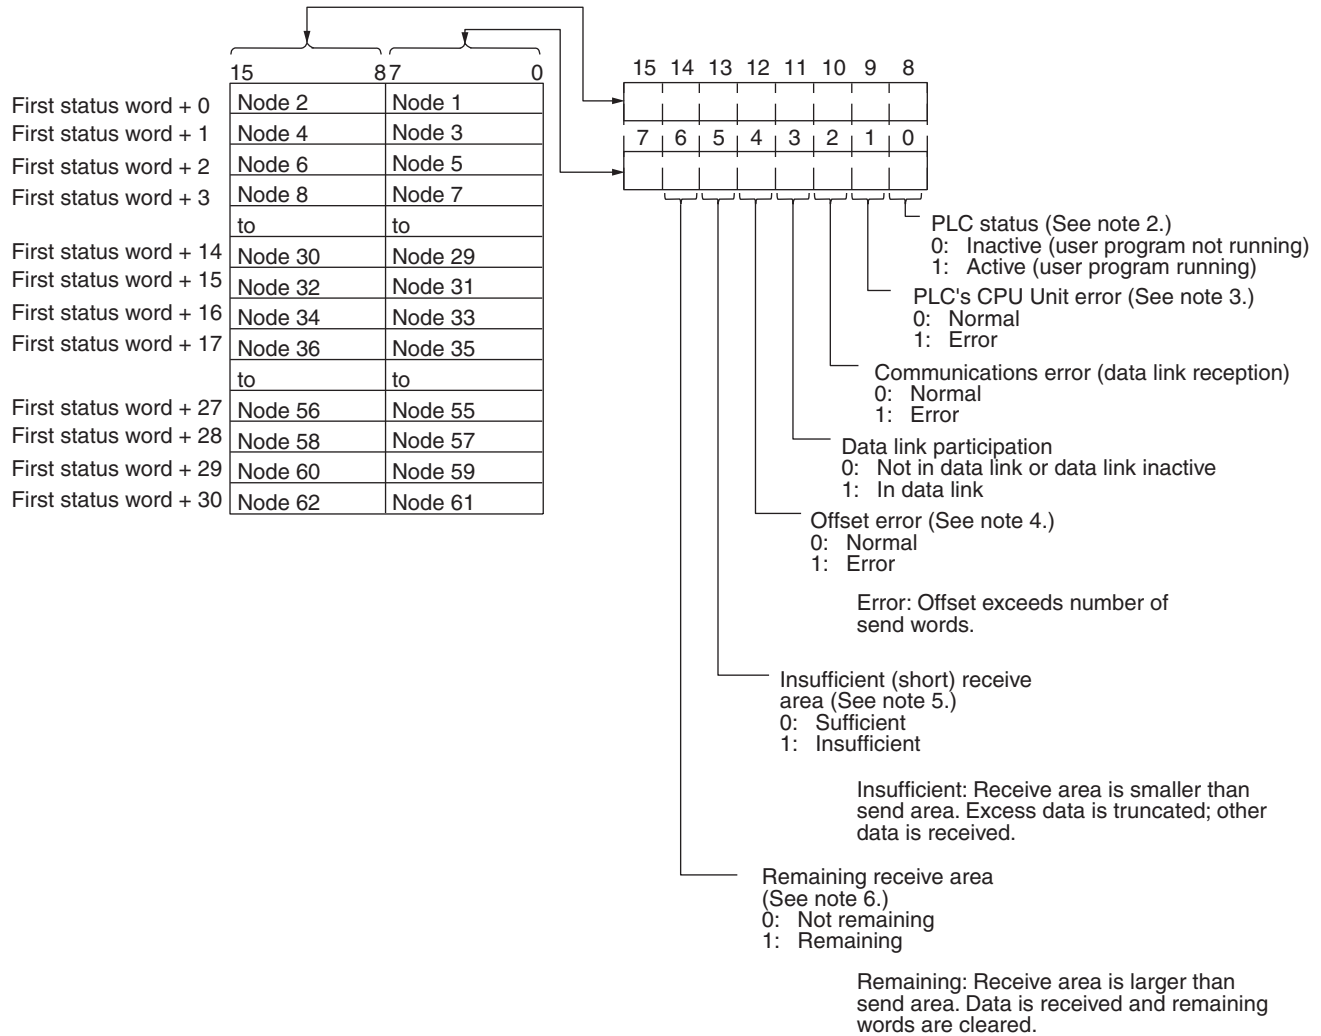 15 8 7 0
First status word + 0 Node 2 Node 1
First status word + 1 Node 4 Node 3
First status word + 2 Node 6 Node 5
First status word + 3 Node 8 Node 7
to to
First status word + 14 Node 30 Node 29
First status word + 15 Node 32 Node 31
First status word + 16 Node 34 Node 33
First status word + 17 Node 36 Node 35
to to
First status word + 27 Node 56 Node 55
First status word + 28 Node 58 Node 57
First status word + 29 Node 60 Node 59
First status word + 30 Node 62 Node 61
15 14 13 12 11 10 9 8
7 6 5 4 3 2 1 0
PLC status (See note 2.)
0: Inactive (user program not running)
1: Active (user program running)
PLC's CPU Unit error (See note 3.)
0: Normal
1: Error
Communications error (data link reception)
0: Normal
1: Error
Data link participation
0: Not in data link or data link inactive
1: In data link
Offset error (See note 4.)
0: Normal
1: Error
Error: Offset exceeds number of
send words.
Insufficient (short) receive
area (See note 5.)
0: Sufficient
1: Insufficient
Insufficient: Receive area is smaller than
send area. Excess data is truncated; other
data is received.
Remaining receive area
(See note 6.)
0: Not remaining
1: Remaining
Remaining: Receive area is larger than
send area. Data is received and remaining
words are cleared.